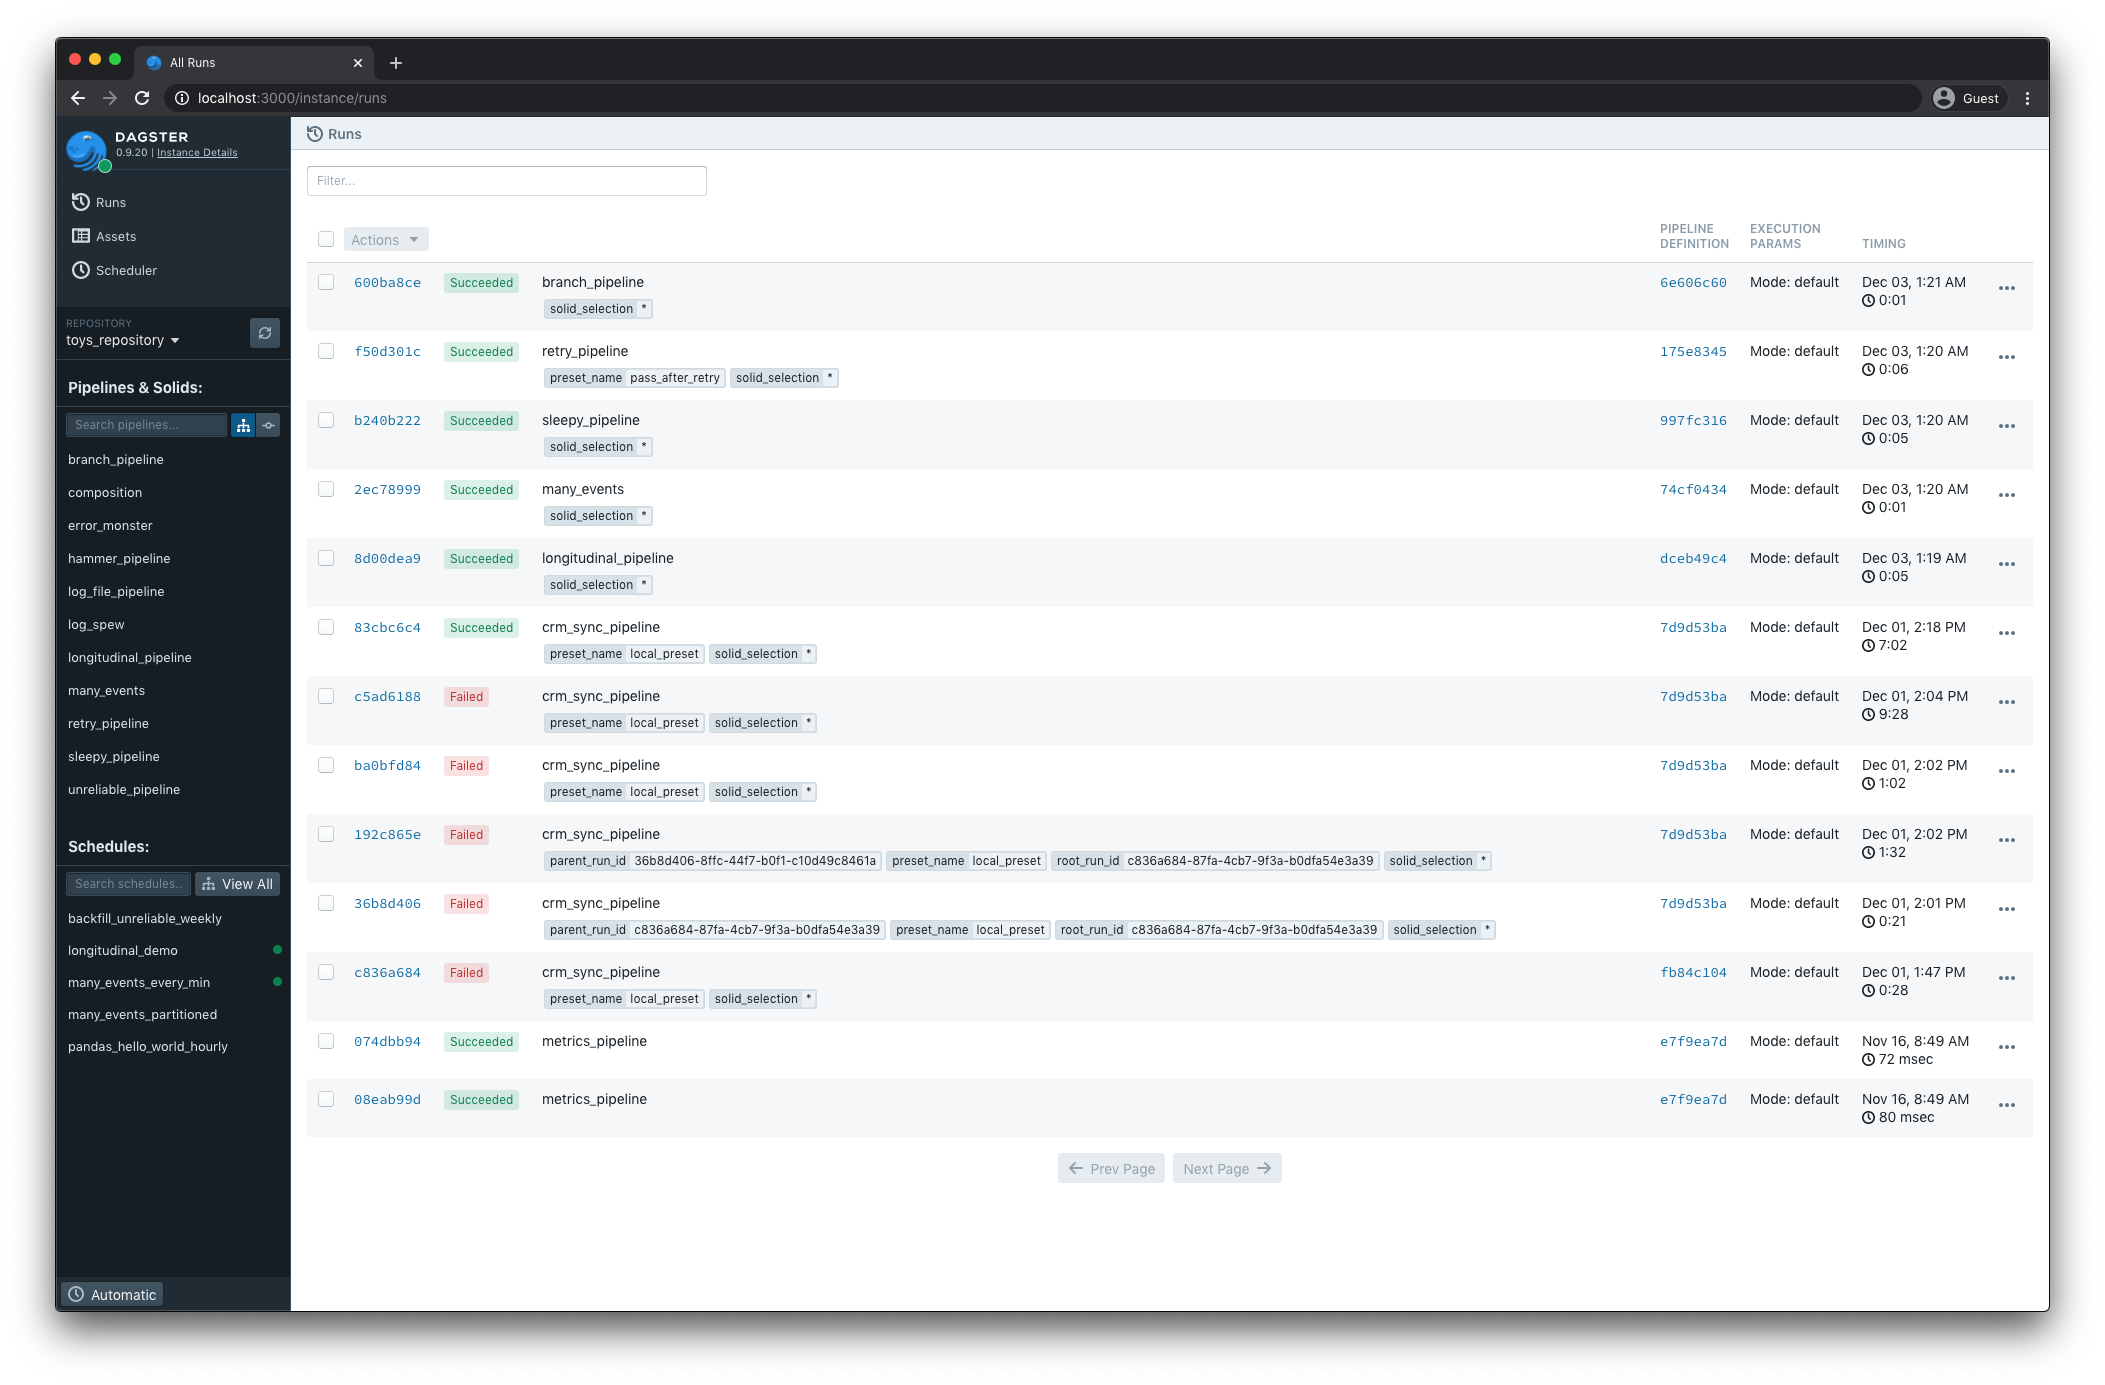 All Runs
localhost:3000/instance/runs
Guest
DAGSTER
0.9.20 | Instance Details
Runs
Assets
Scheduler
REPOSITORY
toys_repository
Pipelines & Solids:
Search pipelines...
branch_pipeline
composition
error_monster
hammer_pipeline
log_file_pipeline
log_spew
longitudinal_pipeline
many_events
retry_pipeline
sleepy_pipeline
unreliable_pipeline
Schedules:
Search schedules..
View All
backfill_unreliable_weekly
longitudinal_demo
many_events_every_min
many_events_partitioned
pandas_hello_world_hourly
Automatic
Runs
Filter...
Actions
PIPELINE DEFINITION
EXECUTION PARAMS
TIMING
600ba8ce Succeeded branch_pipeline 6e606c60 Mode: default Dec 03, 1:21 AM
solid_selection * 0:01
f50d301c Succeeded retry_pipeline 175e8345 Mode: default Dec 03, 1:20 AM
preset_name pass_after_retry solid_selection * 0:06
b240b222 Succeeded sleepy_pipeline 997fc316 Mode: default Dec 03, 1:20 AM
solid_selection * 0:05
2ec78999 Succeeded many_events 74cf0434 Mode: default Dec 03, 1:20 AM
solid_selection * 0:01
8d00dea9 Succeeded longitudinal_pipeline dceb49c4 Mode: default Dec 03, 1:19 AM
solid_selection * 0:05
83cbc6c4 Succeeded crm_sync_pipeline 7d9d53ba Mode: default Dec 01, 2:18 PM
preset_name local_preset solid_selection * 7:02
c5ad6188 Failed crm_sync_pipeline 7d9d53ba Mode: default Dec 01, 2:04 PM
preset_name local_preset solid_selection * 9:28
ba0bfd84 Failed crm_sync_pipeline 7d9d53ba Mode: default Dec 01, 2:02 PM
preset_name local_preset solid_selection * 1:02
192c865e Failed crm_sync_pipeline 7d9d53ba Mode: default Dec 01, 2:02 PM
parent_run_id 36b8d406-8ffc-44f7-b0f1-c10d49c8461a preset_name local_preset root_run_id c836a684-87fa-4cb7-9f3a-b0dfa54e3a39 solid_selection * 1:32
36b8d406 Failed crm_sync_pipeline 7d9d53ba Mode: default Dec 01, 2:01 PM
parent_run_id c836a684-87fa-4cb7-9f3a-b0dfa54e3a39 preset_name local_preset root_run_id c836a684-87fa-4cb7-9f3a-b0dfa54e3a39 solid_selection * 0:21
c836a684 Failed crm_sync_pipeline fb84c104 Mode: default Dec 01, 1:47 PM
preset_name local_preset solid_selection * 0:28
074dbb94 Succeeded metrics_pipeline e7f9ea7d Mode: default Nov 16, 8:49 AM
72 msec
08eab99d Succeeded metrics_pipeline e7f9ea7d Mode: default Nov 16, 8:49 AM
80 msec
Prev Page
Next Page